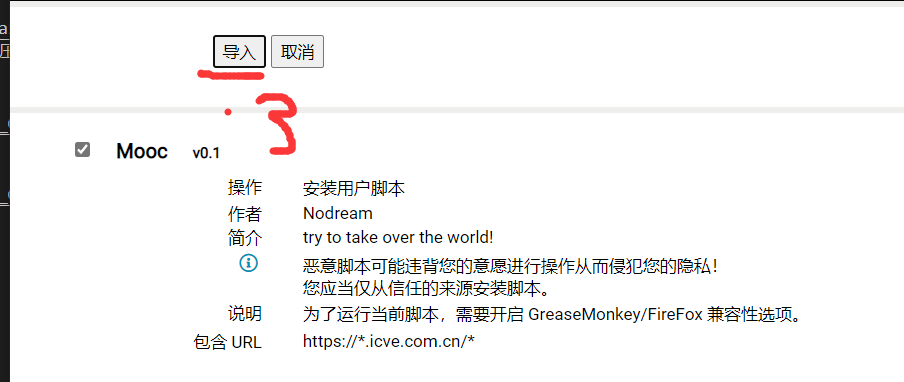 导入 取消
3
Mooc v0.1
操作 安装用户脚本
作者 Nodream
简介 try to take over the world!
恶意脚本可能违背您的意愿进行操作从而侵犯您的隐私！
您应当仅从信任的来源安装脚本。
说明 为了运行当前脚本，需要开启 GreaseMonkey/FireFox 兼容性选项。
包含 URL https://*.icve.com.cn/*